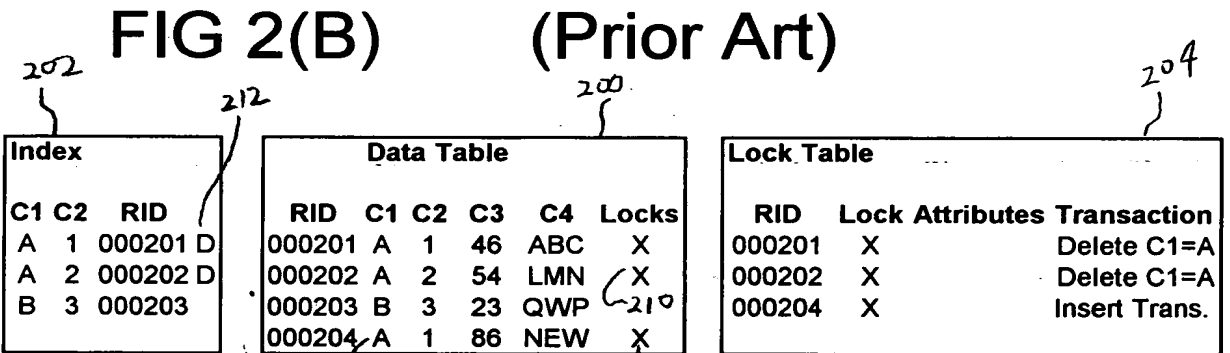 FIG 2(B) (Prior Art)
202 212 200 204
Index
C1 C2 RID
A 1 000201 D
A 2 000202 D
B 3 000203
Data Table
RID C1 C2 C3 C4 Locks
000201 A 1 46 ABC X
000202 A 2 54 LMN X
000203 B 3 23 QWP 210
000204 A 1 86 NEW X
Lock Table
RID Lock Attributes Transaction
000201 X Delete C1=A
000202 X Delete C1=A
000204 X Insert Trans.